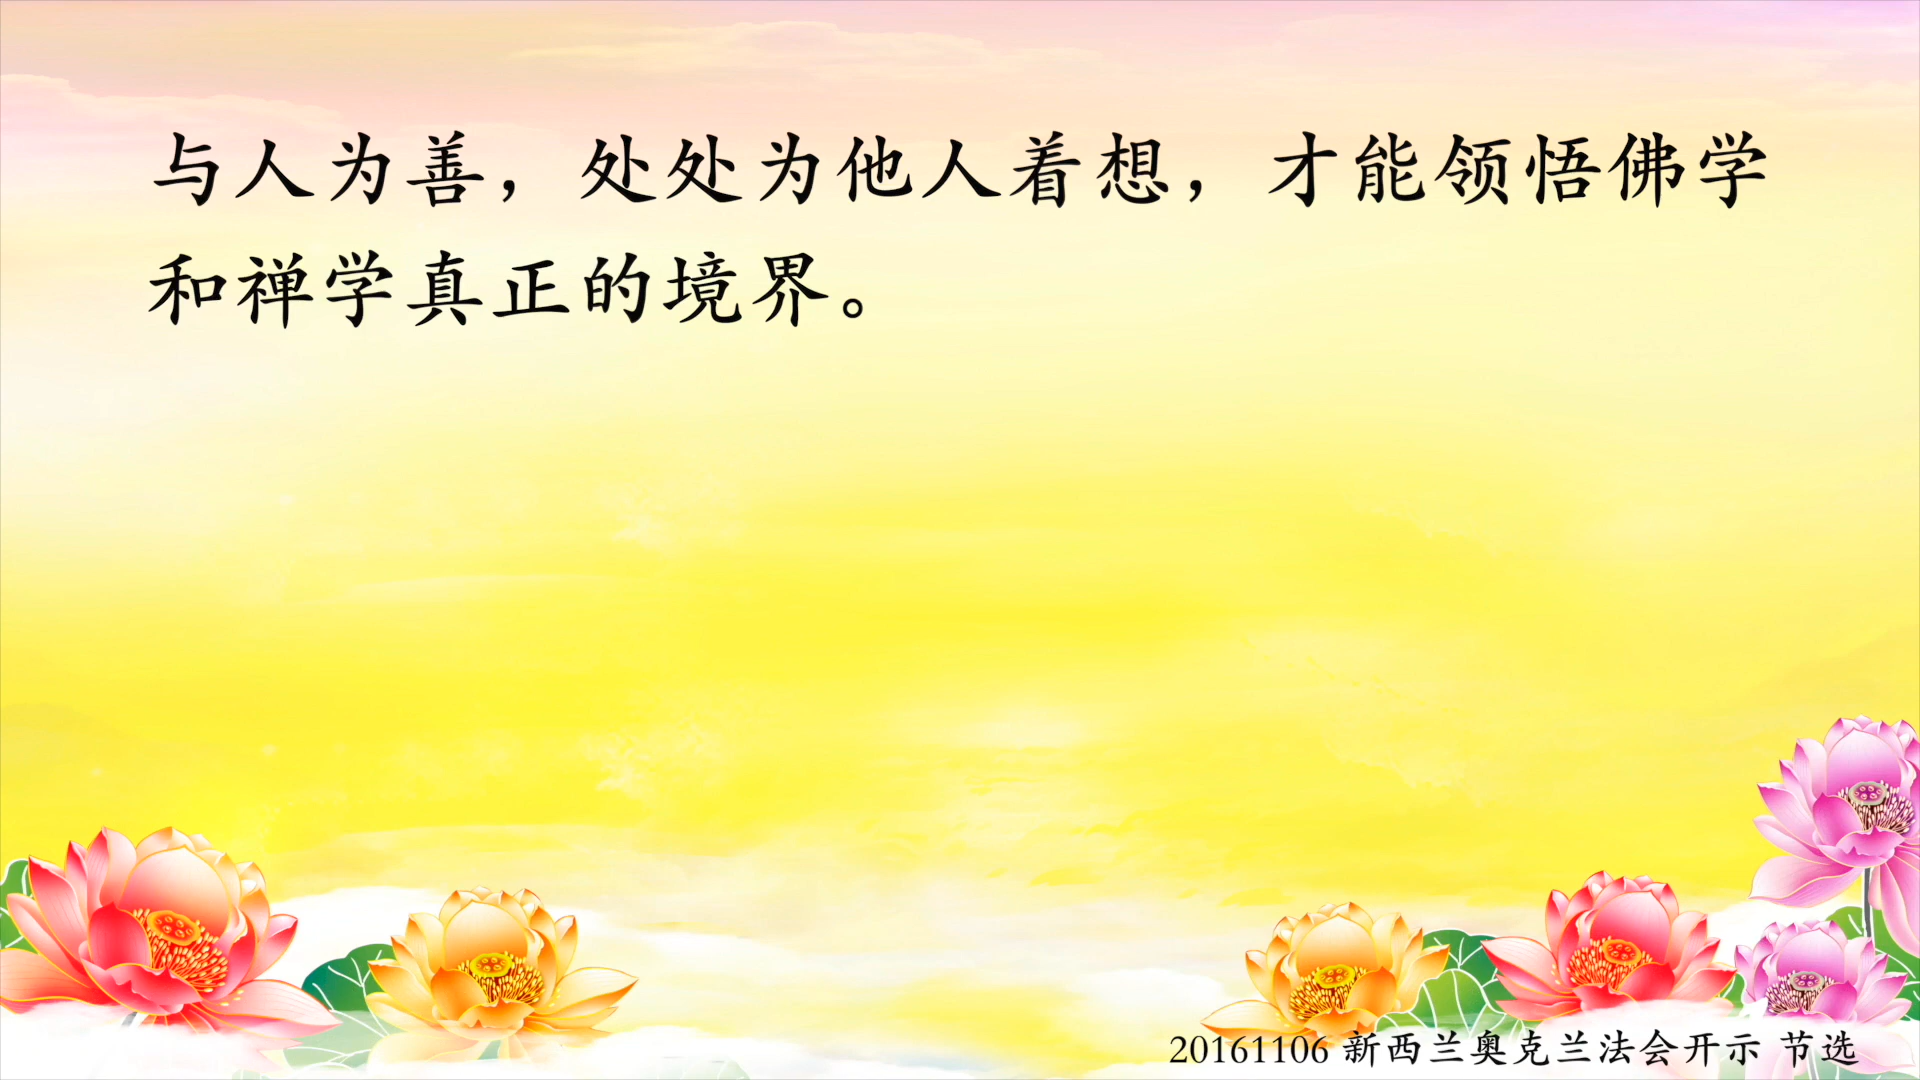 与人为善，处处为他人着想，才能领悟佛学
和禅学真正的境界。
20161106 新西兰奥克兰法会开示 节选